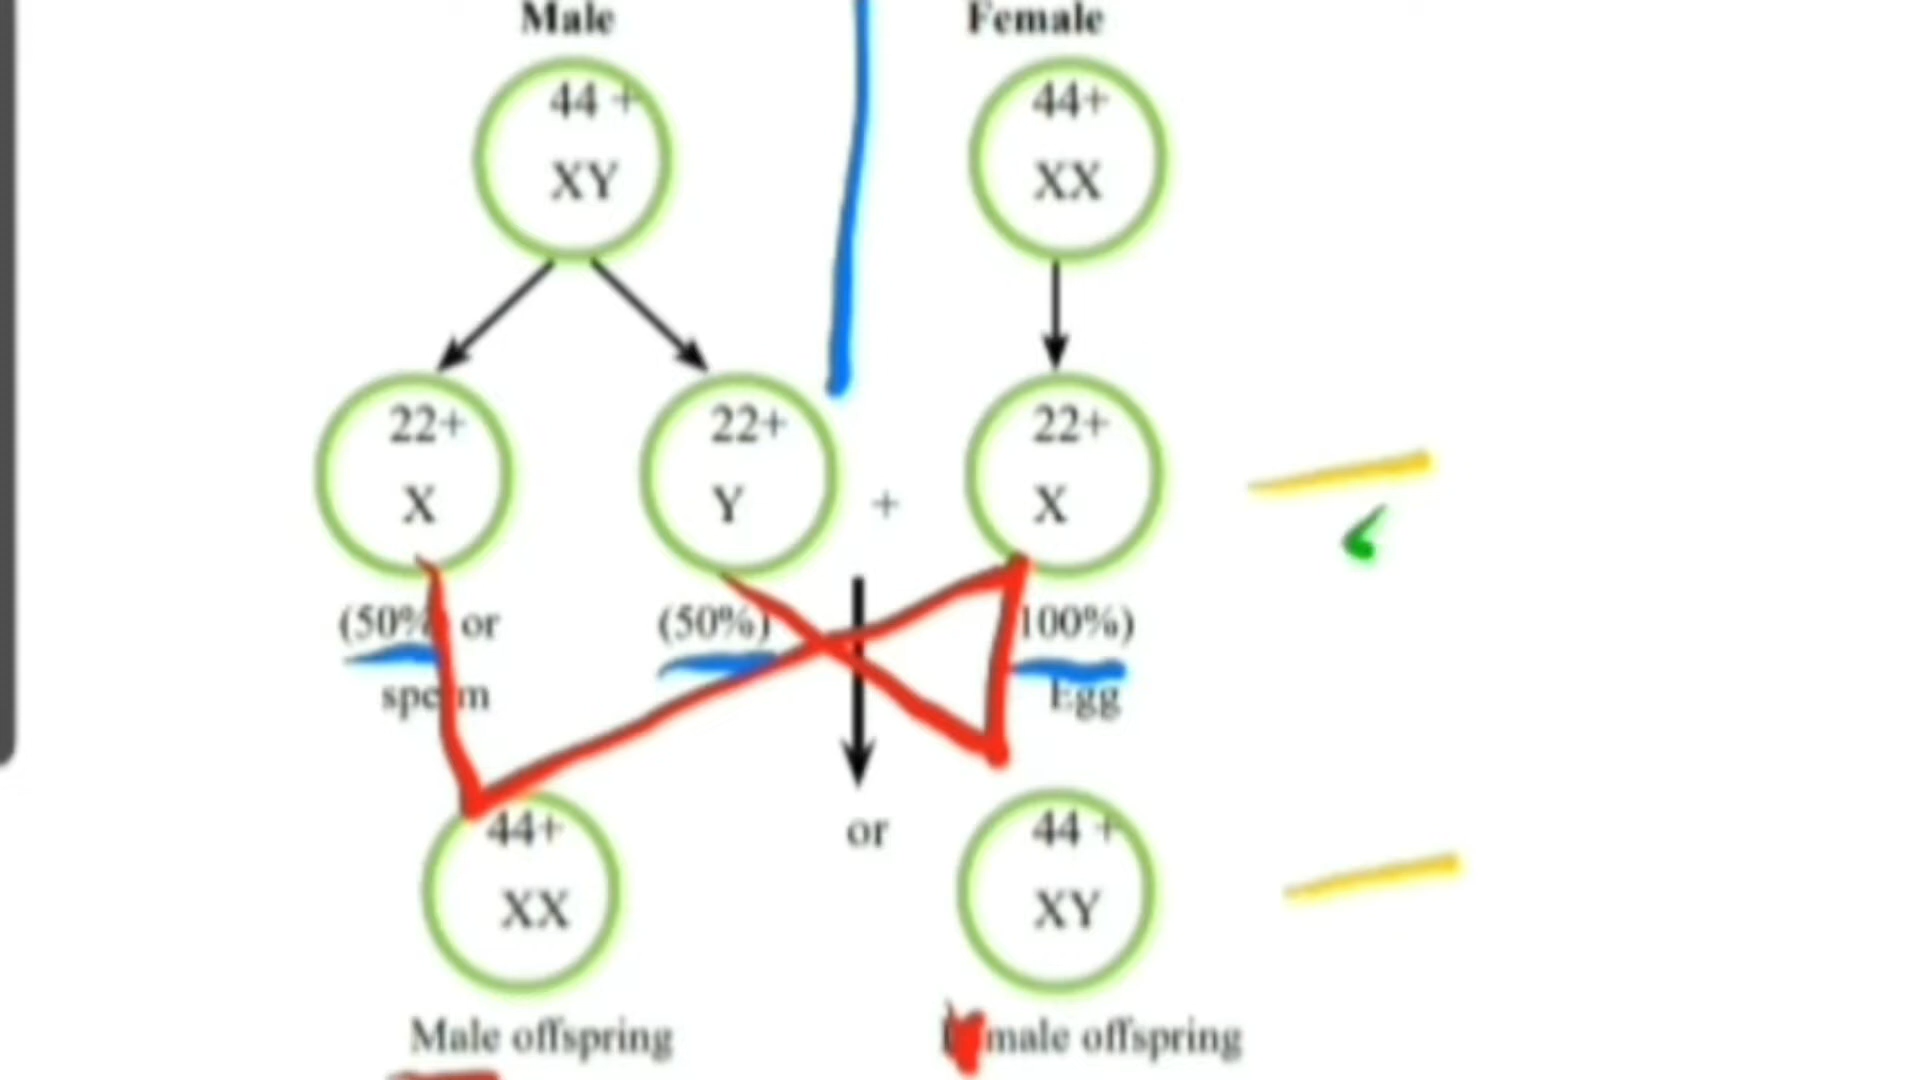 Male Female
44 + 44+
XY XX
22+ 22+ 22+
X Y + X
(50% or (50%) 100%)
sperm Egg
44+ or 44 +
XX XY
Male offspring male offspring